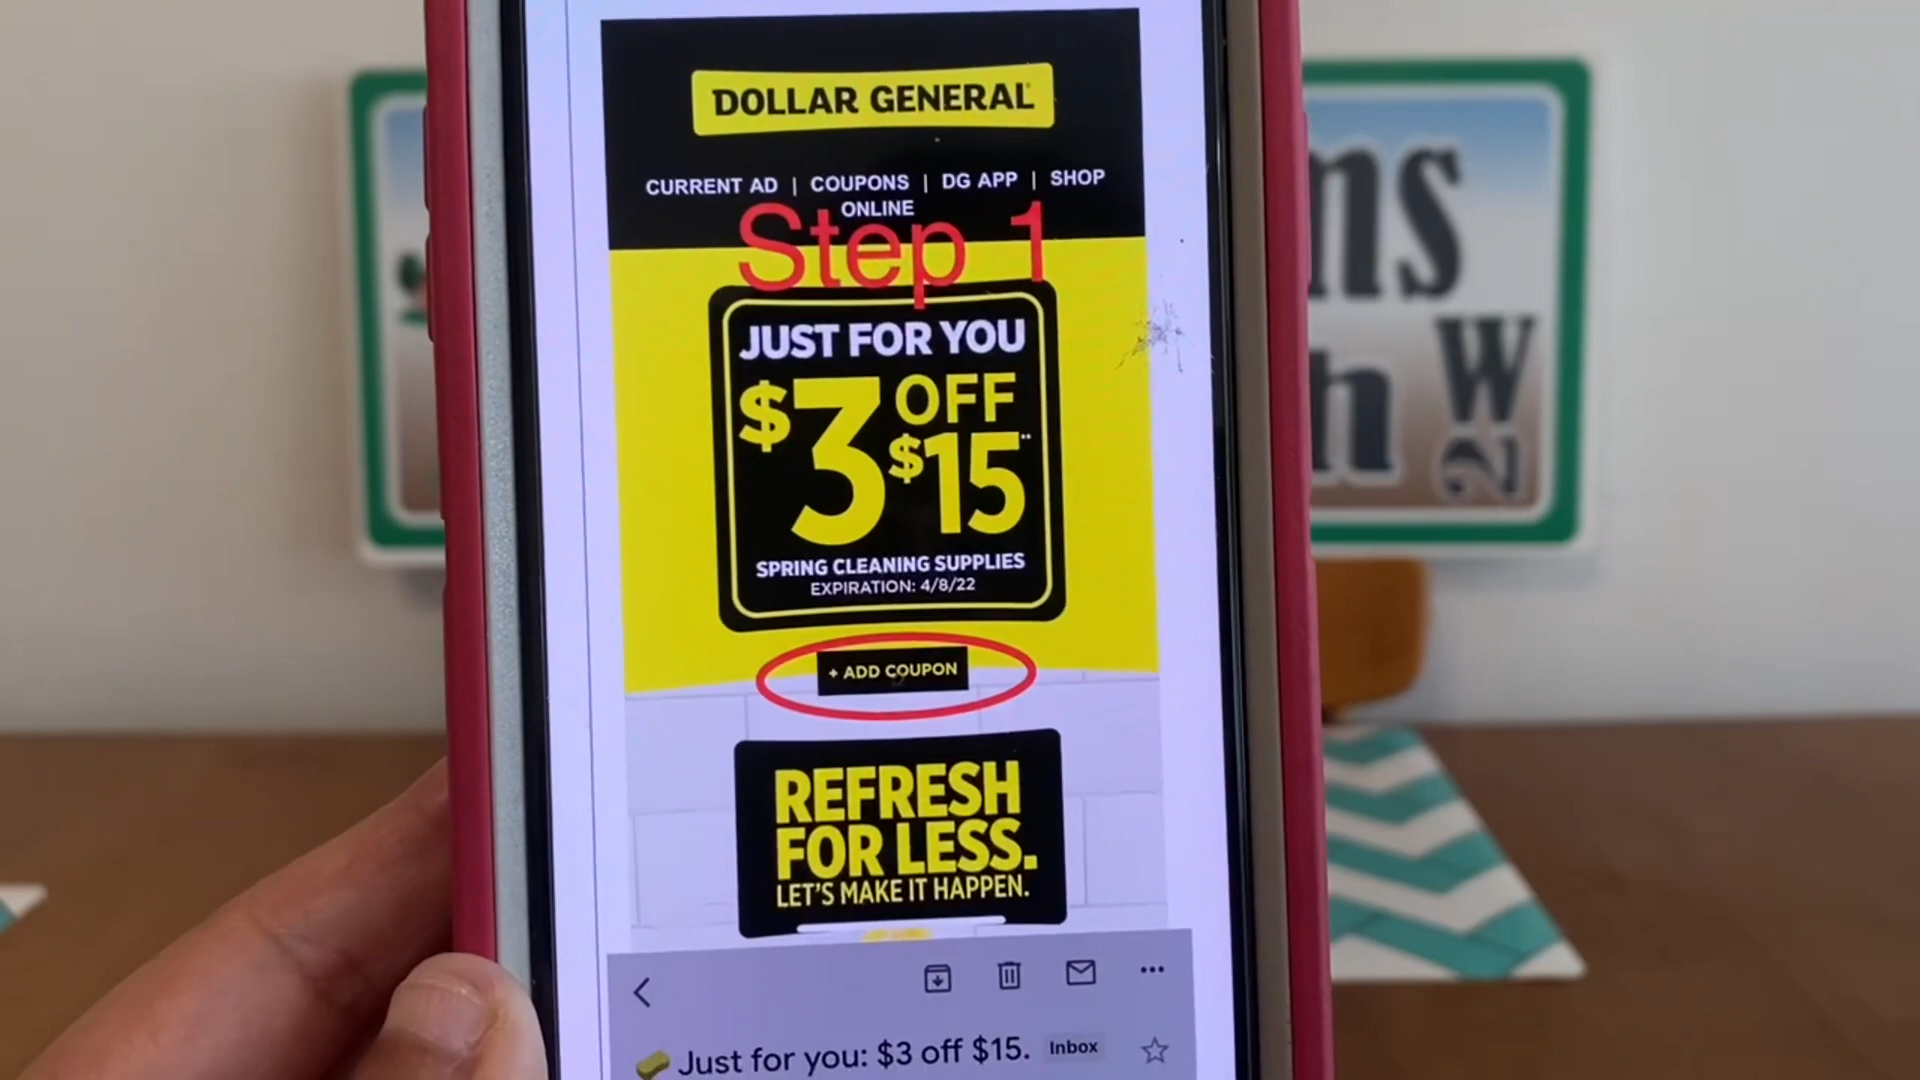 DOLLAR GENERAL
CURRENT AD | COUPONS | DG APP | SHOP
ONLINE
Step 1
JUST FOR YOU
$3 OFF
$15**
SPRING CLEANING SUPPLIES
EXPIRATION: 4/8/22
+ ADD COUPON
REFRESH
FOR LESS.
LET'S MAKE IT HAPPEN.
Just for you: $3 off $15. Inbox